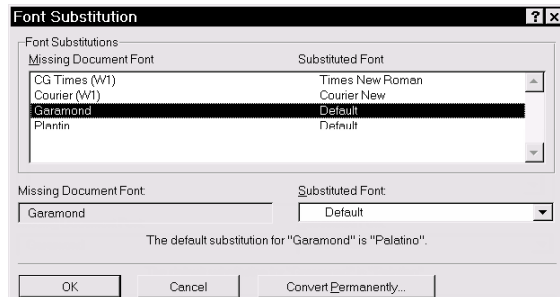 Font Substitution
Font Substitutions
Missing Document Font Substituted Font
CG Times (W1) Times New Roman
Courier (W1) Courier New
Garamond Default
Plantin Default
Missing Document Font: Substituted Font:
Garamond Default
The default substitution for "Garamond" is "Palatino".
OK Cancel Convert Permanently...